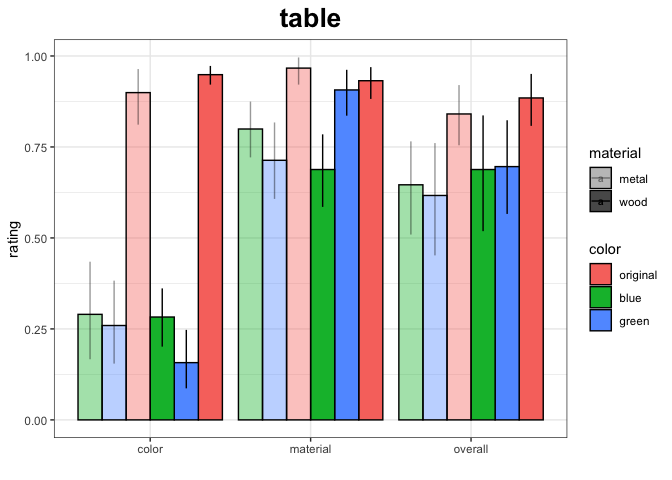 table
1.00
0.75
0.50
0.25
0.00
rating
color
material
overall
material
a metal
a wood
color
original
blue
green